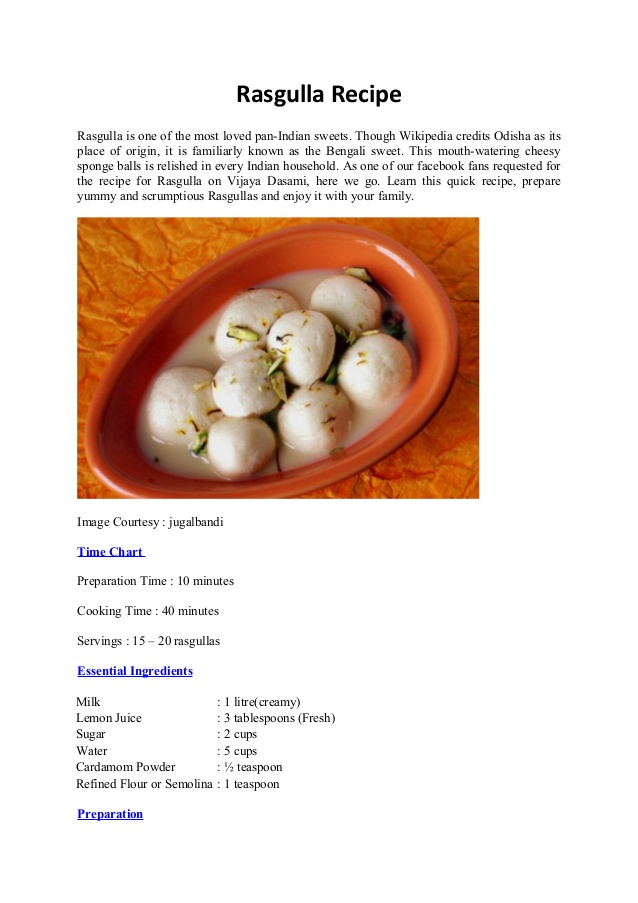 Rasgulla Recipe
Rasgulla is one of the most loved pan-Indian sweets. Though Wikipedia credits Odisha as its
place of origin, it is familiarly known as the Bengali sweet. This mouth-watering cheesy
sponge balls is relished in every Indian household. As one of our facebook fans requested for
the recipe for Rasgulla on Vijaya Dasami, here we go. Learn this quick recipe, prepare
yummy and scrumptious Rasgullas and enjoy it with your family.
Image Courtesy : jugalbandi
Time Chart
Preparation Time : 10 minutes
Cooking Time : 40 minutes
Servings : 15 – 20 rasgullas
Essential Ingredients
Milk : 1 litre(creamy)
Lemon Juice : 3 tablespoons (Fresh)
Sugar : 2 cups
Water : 5 cups
Cardamom Powder : ½ teaspoon
Refined Flour or Semolina : 1 teaspoon
Preparation